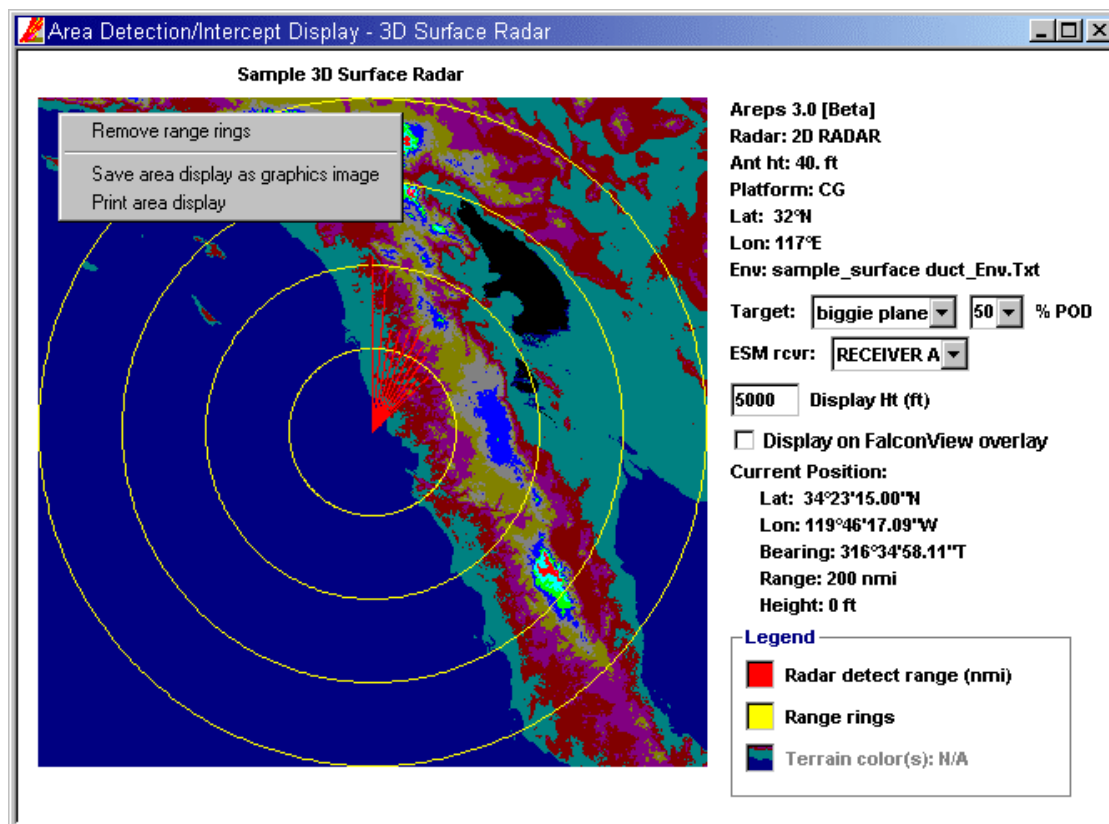 Area Detection/Intercept Display - 3D Surface Radar
Sample 3D Surface Radar
Remove range rings
Save area display as graphics image
Print area display
Areps 3.0 [Beta]
Radar: 2D RADAR
Ant ht: 40. ft
Platform: CG
Lat: 32°N
Lon: 117°E
Env: sample_surface duct_Env.Txt
Target: biggie plane 50 % POD
ESM rcvr: RECEIVER A
5000 Display Ht (ft)
Display on FalconView overlay
Current Position:
Lat: 34°23'15.00"N
Lon: 119°46'17.09"W
Bearing: 316°34'58.11"T
Range: 200 nmi
Height: 0 ft
Legend
Radar detect range (nmi)
Range rings
Terrain color(s): N/A